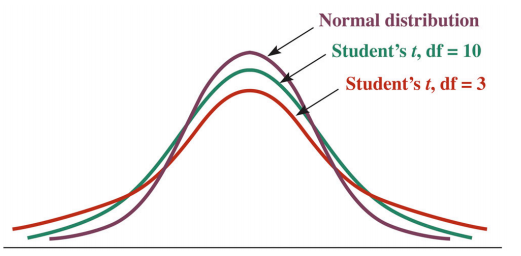 Normal distribution
Student's t, df = 10
Student's t, df = 3